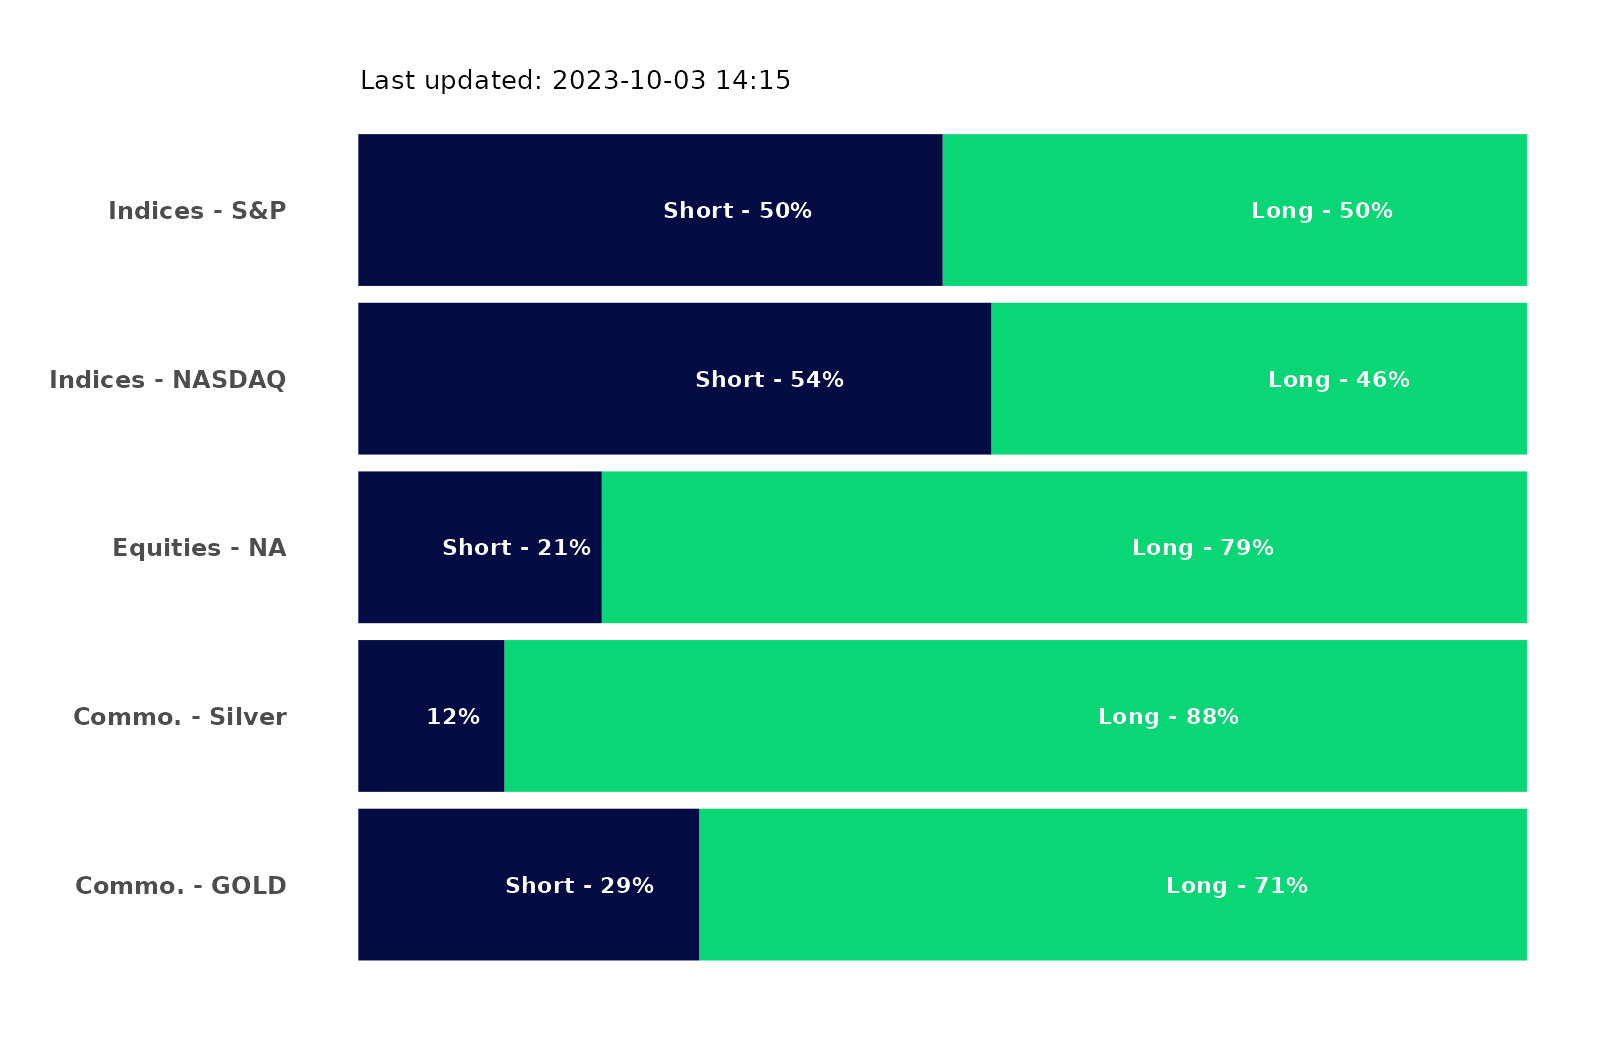 Last updated: 2023-10-03 14:15
Indices - S&P
Short - 50%
Long - 50%
Indices - NASDAQ
Short - 54%
Long - 46%
Equities - NA
Short - 21%
Long - 79%
Commo. - Silver
12%
Long - 88%
Commo. - GOLD
Short - 29%
Long - 71%